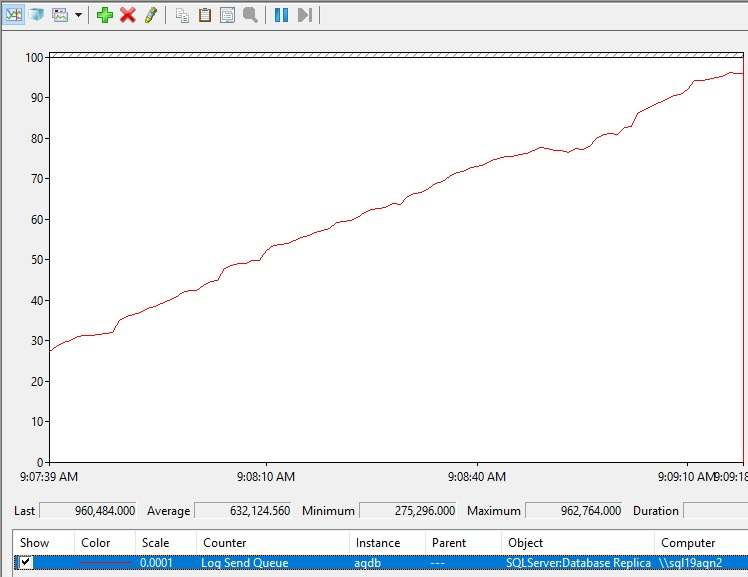 100
90
80
70
60
50
40
30
20
10
0
9:07:39 AM 9:08:10 AM 9:08:40 AM 9:09:10 AM 9:09:18
Last 960,484.000 Average 632,124.560 Minimum 275,296.000 Maximum 962,764.000 Duration
Show Color Scale Counter Instance Parent Object Computer
0.0001 Log Send Queue agdb --- SQLServer:Database Replica \\sql19agn2